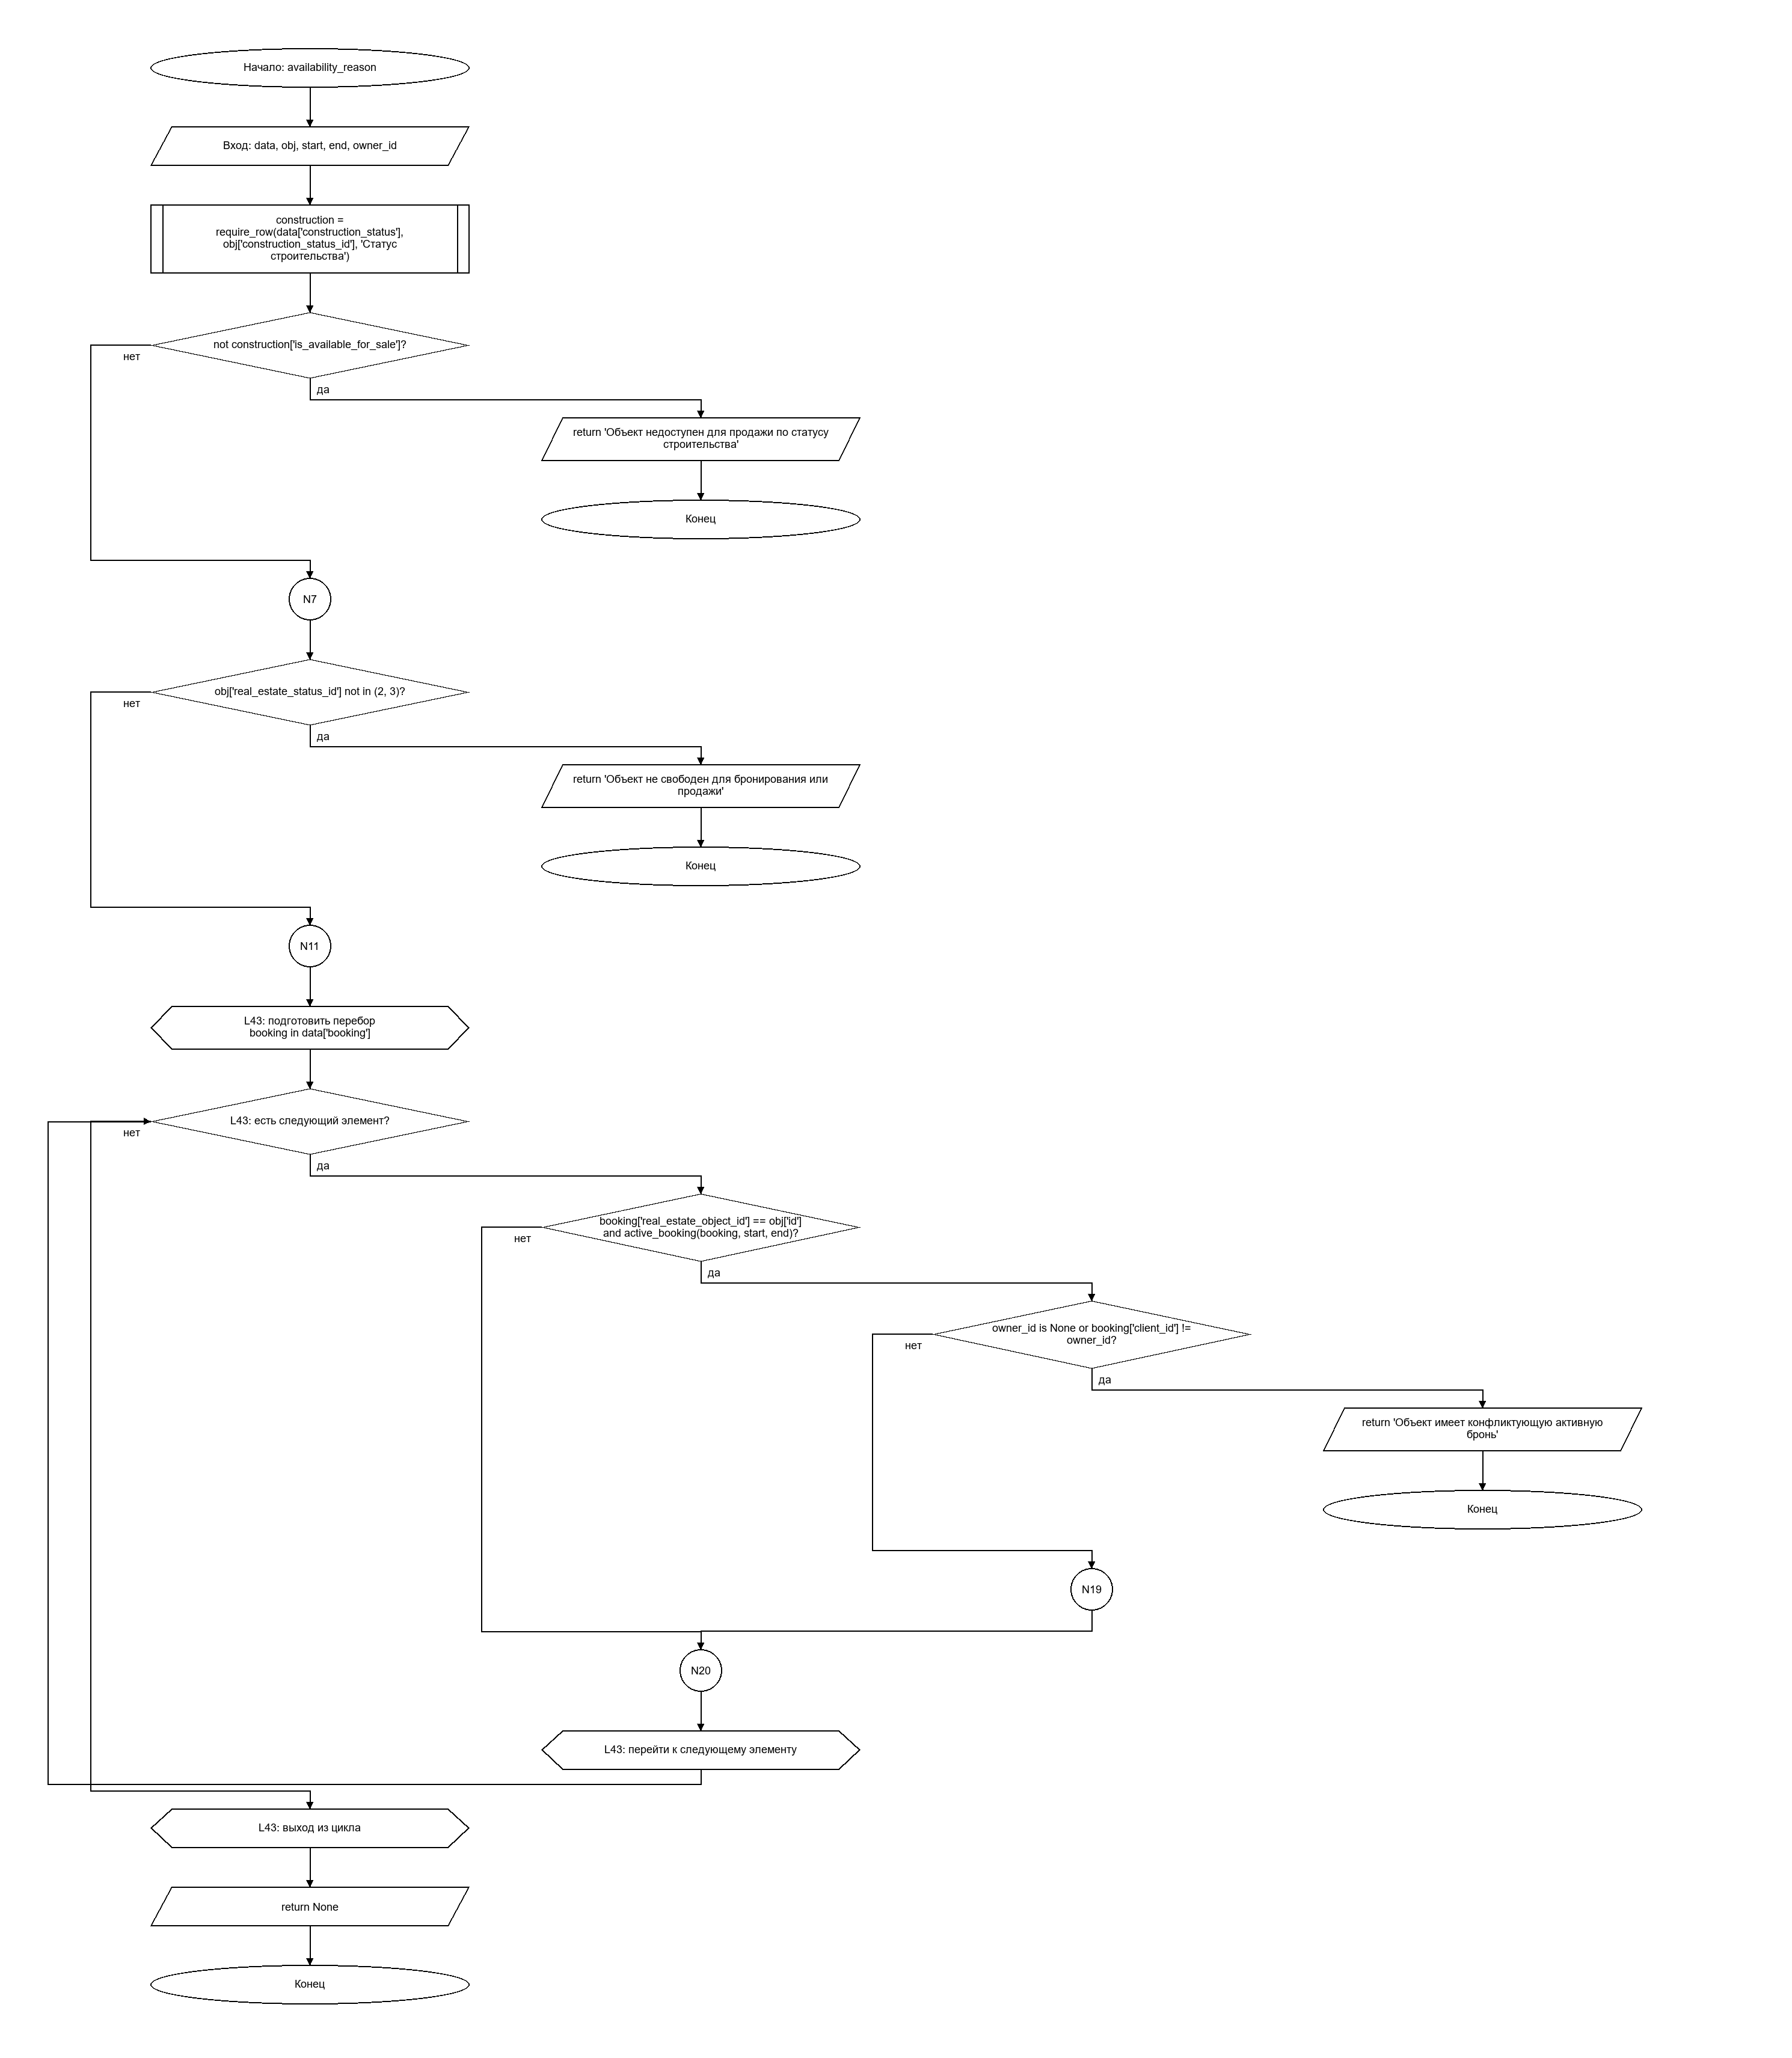 Начало: availability_reason
Вход: data, obj, start, end, owner_id
construction =
require_row(data['construction_status'],
obj['construction_status_id'], 'Статус
строительства')
not construction['is_available_for_sale']?
нет
да
return 'Объект недоступен для продажи по статусу
строительства'
Конец
N7
obj['real_estate_status_id'] not in (2, 3)?
нет
да
return 'Объект не свободен для бронирования или
продажи'
Конец
N11
L43: подготовить перебор
booking in data['booking']
L43: есть следующий элемент?
нет
да
booking['real_estate_object_id'] == obj['id']
and active_booking(booking, start, end)?
нет
да
owner_id is None or booking['client_id'] !=
owner_id?
нет
да
return 'Объект имеет конфликтующую активную
бронь'
Конец
N19
N20
L43: перейти к следующему элементу
L43: выход из цикла
return None
Конец